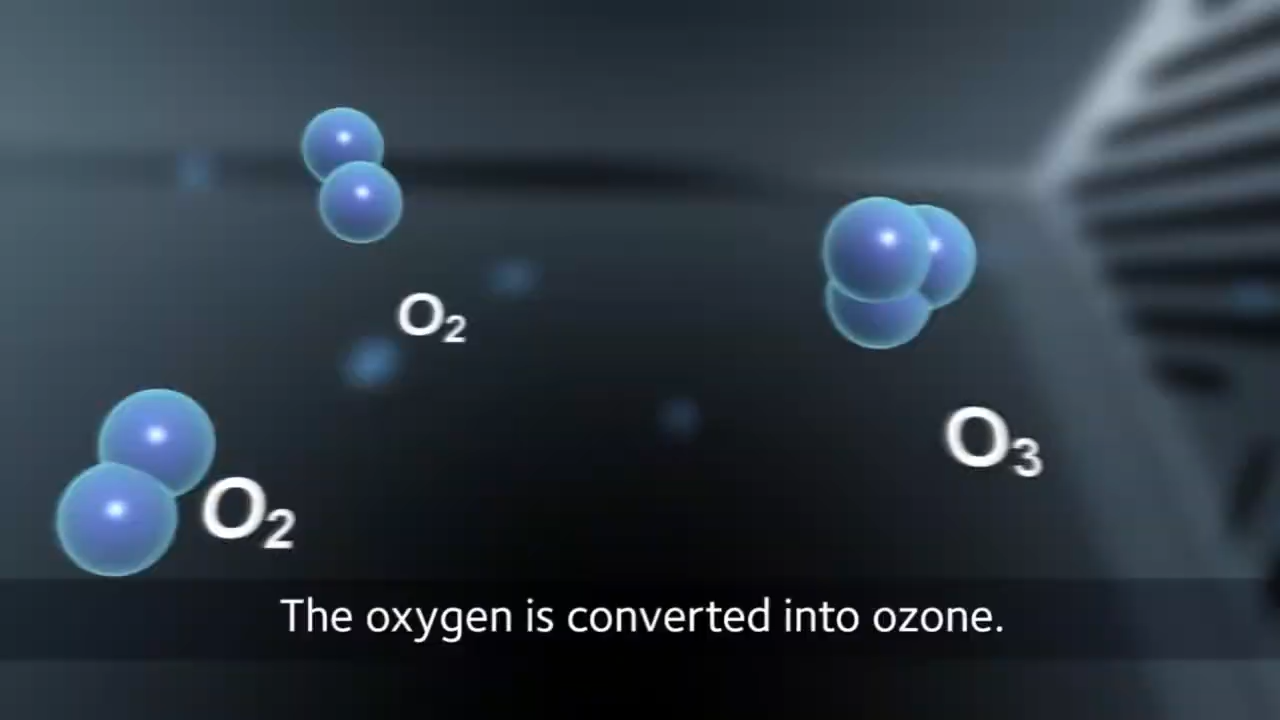 O₂
O₃
O₂
The oxygen is converted into ozone.